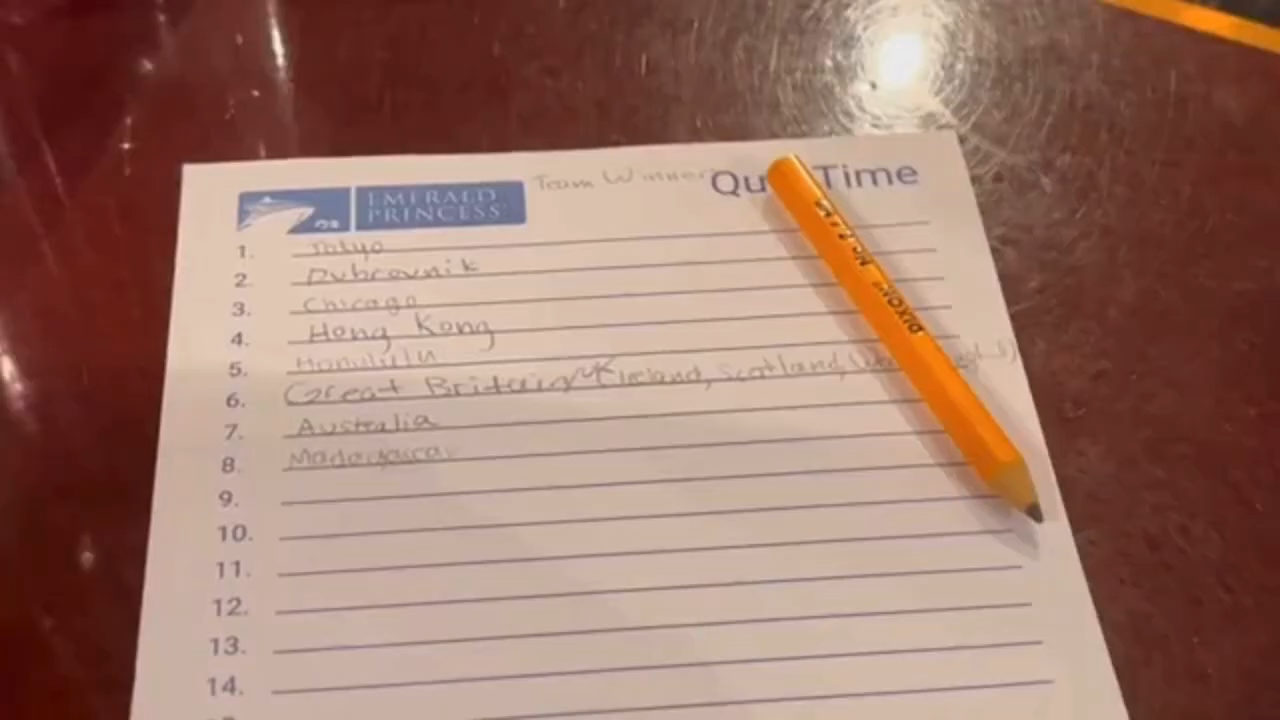 Team Winner Qu Time
EMERALD
PRINCESS
1. Tokyo
2. Dubrovnik
3. Chicago
4. Hong Kong
5. Honolulu
6. Great Britain/UK (Ireland, Scotland,
7. Australia
8. Madagascar
9.
10.
11.
12.
13.
14.
DIXON